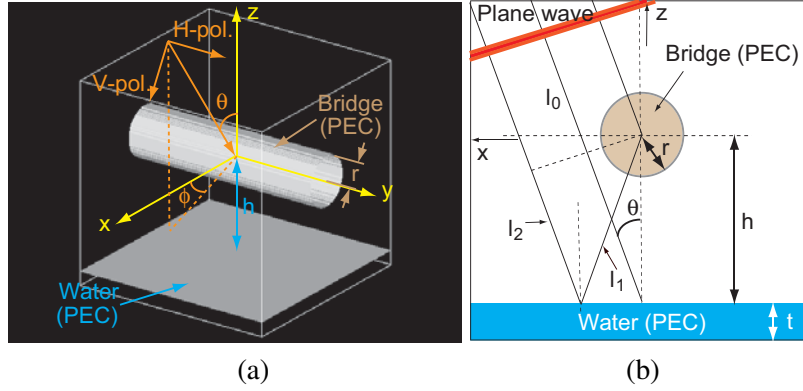 z
H-pol.
V-pol.
θ
Bridge
(PEC)
r
ϕ
x
h
y
Water
(PEC)
(a)
Plane wave
z
Bridge (PEC)
l0
x
r
θ
l2
h
l1
Water (PEC)
t
(b)